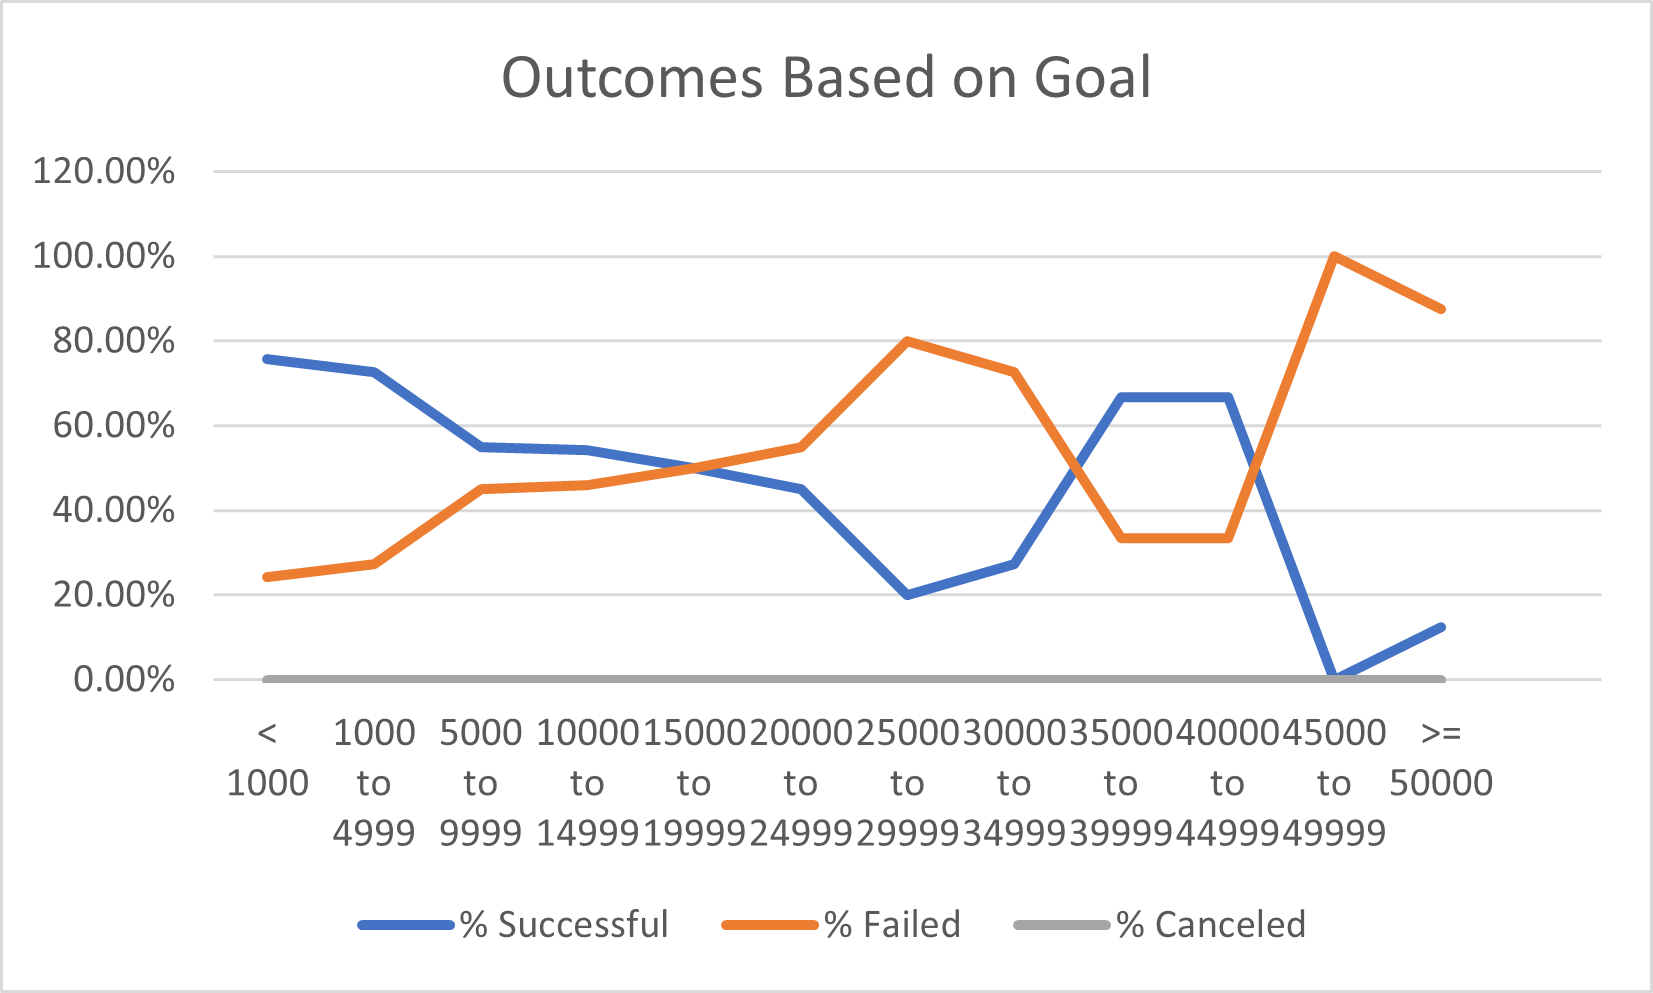 Outcomes Based on Goal
120.00%
100.00%
80.00%
60.00%
40.00%
20.00%
0.00%
< 1000
1000 to 4999
5000 to 9999
10000 to 14999
15000 to 19999
20000 to 24999
25000 to 29999
30000 to 34999
35000 to 39999
40000 to 44999
45000 to 49999
>= 50000
% Successful
% Failed
% Canceled